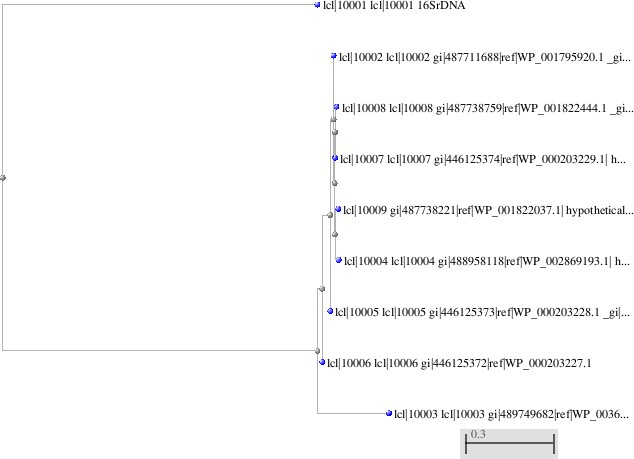 lcl|10001 lcl|10001 16SrDNA
lcl|10002 lcl|10002 gi|487711688|ref|WP_001795920.1 _gi...
lcl|10008 lcl|10008 gi|487738759|ref|WP_001822444.1 _gi...
lcl|10007 lcl|10007 gi|446125374|ref|WP_000203229.1| h...
lcl|10009 gi|487738221|ref|WP_001822037.1| hypothetical...
lcl|10004 lcl|10004 gi|488958118|ref|WP_002869193.1| h...
lcl|10005 lcl|10005 gi|446125373|ref|WP_000203228.1 _gi|...
lcl|10006 lcl|10006 gi|446125372|ref|WP_000203227.1
lcl|10003 lcl|10003 gi|489749682|ref|WP_0036...
0.3